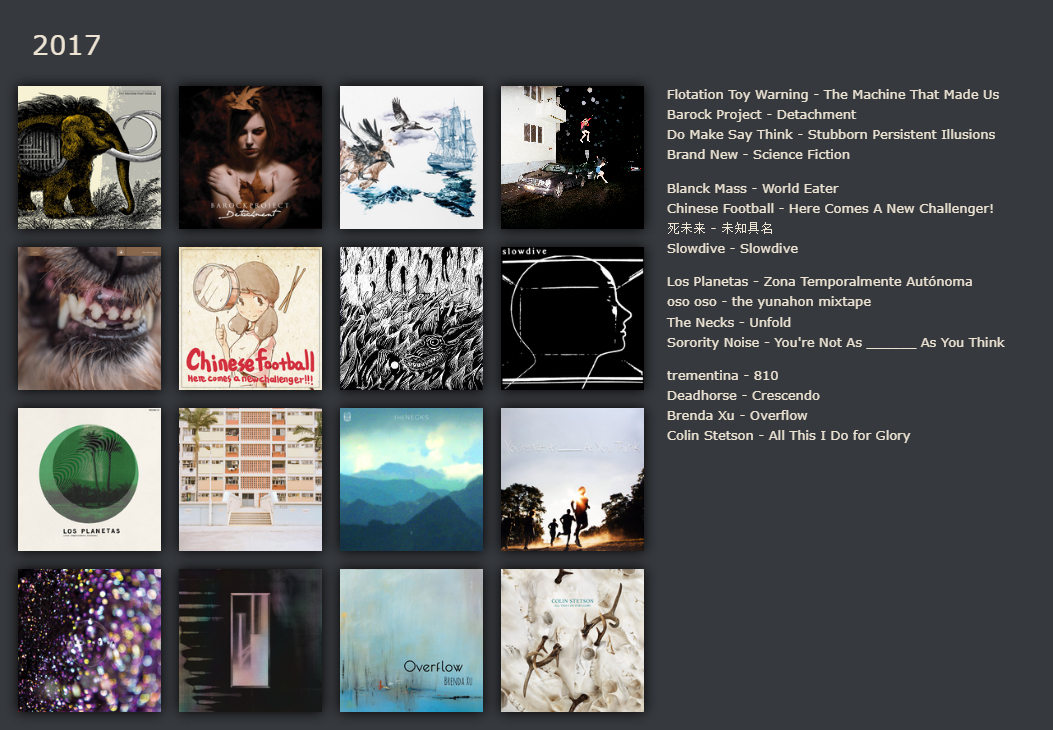 2017
BAROCK PROJECT
Detachment
slowdive
Chinese Football
Here comes a new challenger!!!
LOS PLANETAS
THE NECKS
Overflow
BRENDA XU
COLIN STETSON
ALL THIS I DO FOR GLORY
Flotation Toy Warning - The Machine That Made Us
Barock Project - Detachment
Do Make Say Think - Stubborn Persistent Illusions
Brand New - Science Fiction
Blanck Mass - World Eater
Chinese Football - Here Comes A New Challenger!
死未来 - 未知具名
Slowdive - Slowdive
Los Planetas - Zona Temporalmente Autónoma
oso oso - the yunahon mixtape
The Necks - Unfold
Sorority Noise - You're Not As ______ As You Think
trementina - 810
Deadhorse - Crescendo
Brenda Xu - Overflow
Colin Stetson - All This I Do for Glory